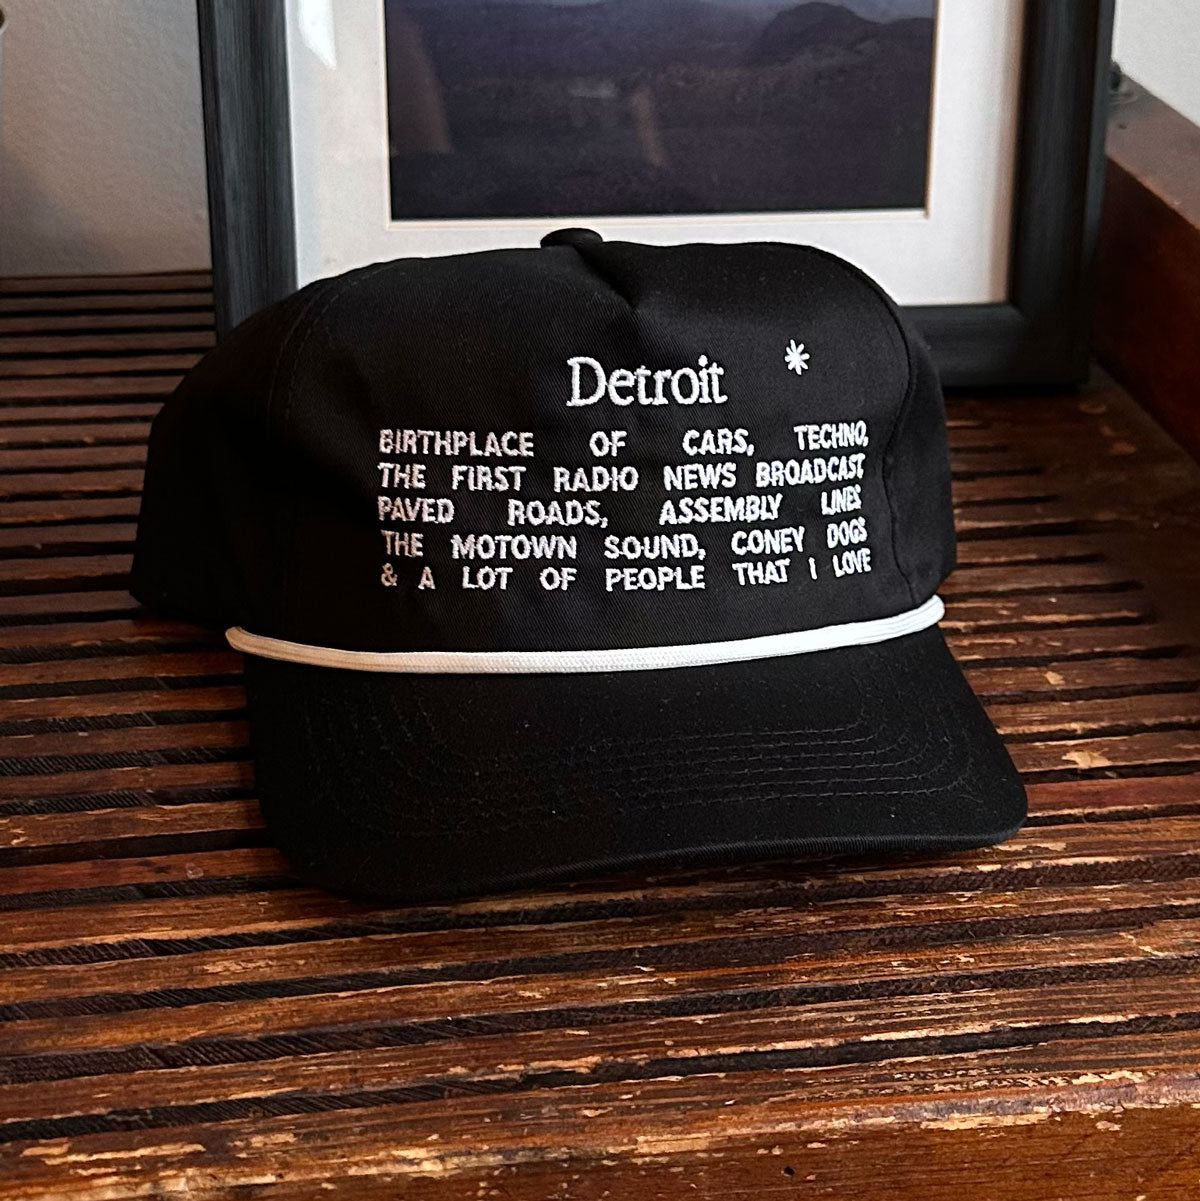 Detroit *
BIRTHPLACE OF CARS, TECHNO,
THE FIRST RADIO NEWS BROADCAST
PAVED ROADS, ASSEMBLY LINES
THE MOTOWN SOUND, CONEY DOGS
& A LOT OF PEOPLE THAT I LOVE